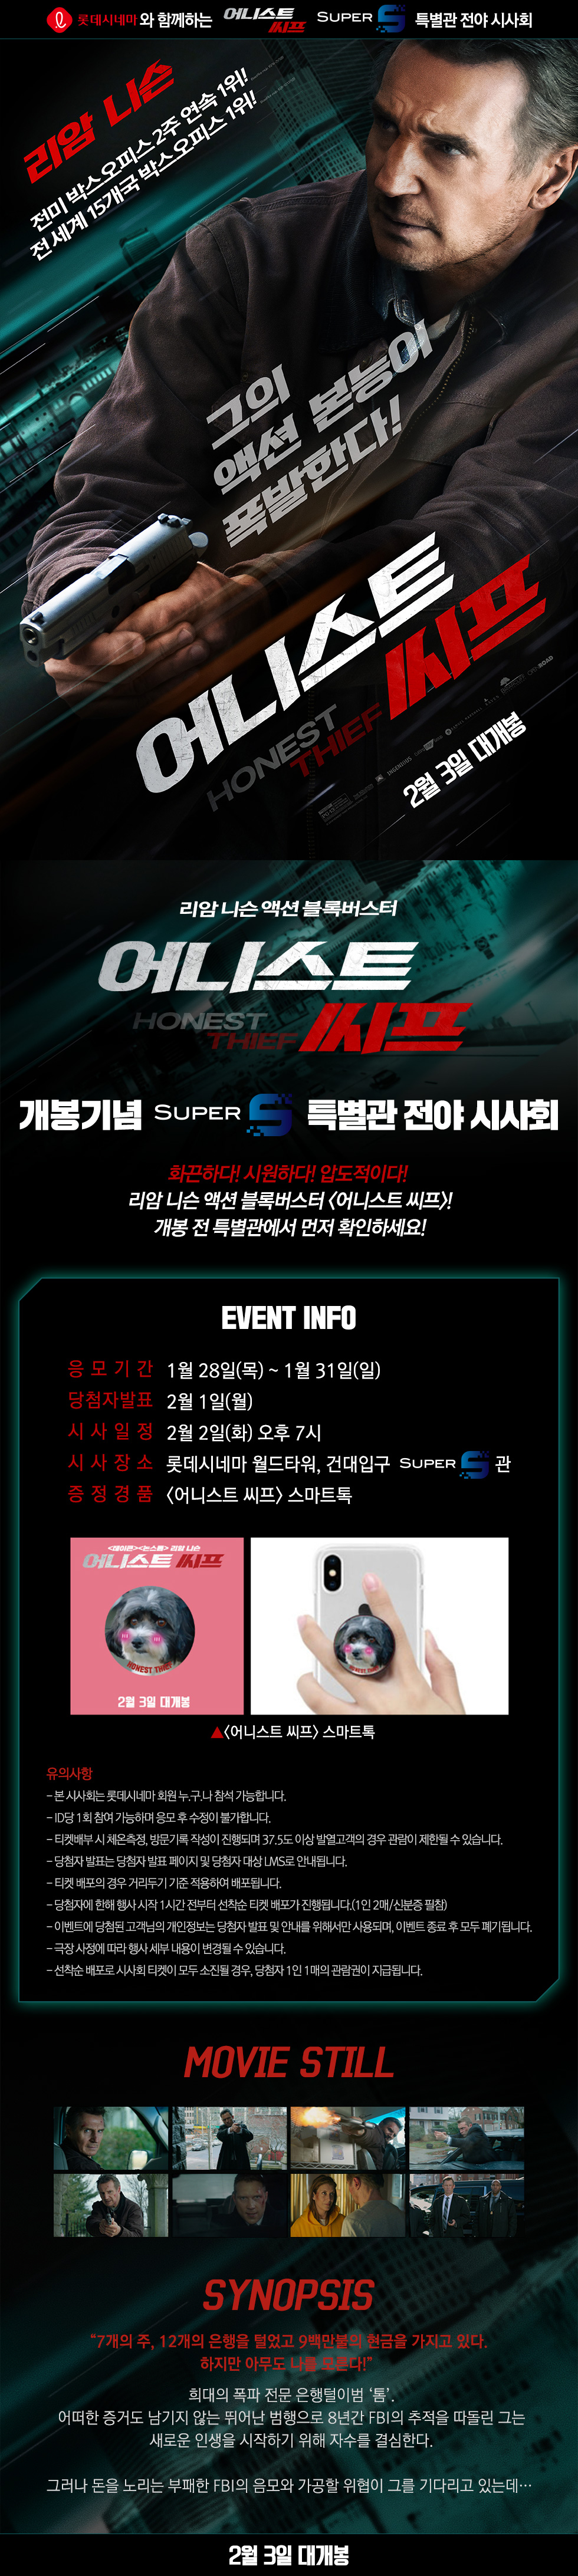 롯데시네마와 함께하는 어니스트 씨프 SUPER S 특별관 전야 시사회
리암 니슨
전미 박스오피스 2주 연속 1위!
전 세계 15개국 박스오피스 1위!
그의
액션 본능이
폭발한다!
어니스트
씨프
HONEST
THIEF
2월 3일 대개봉
리암 니슨 액션 블록버스터
어니스트
HONEST
THIEF 씨프
개봉기념 SUPER S 특별관 전야 시사회
화끈하다! 시원하다! 압도적이다!
리암 니슨 액션 블록버스터 <어니스트 씨프>!
개봉 전 특별관에서 먼저 확인하세요!
EVENT INFO
응 모 기 간 1월 28일(목) ~ 1월 31일(일)
당첨자발표 2월 1일(월)
시 사 일 정 2월 2일(화) 오후 7시
시 사 장 소 롯데시네마 월드타워, 건대입구 SUPER S 관
증 정 경 품 <어니스트 씨프> 스마트톡
<테이큰><논스톱> 리암 니슨
어니스트 씨프
HONEST THIEF
2월 3일 대개봉
HONEST THIEF
▲<어니스트 씨프> 스마트톡
유의사항
- 본 시사회는 롯데시네마 회원 누.구.나 참석 가능합니다.
- ID당 1회 참여 가능하며 응모 후 수정이 불가합니다.
- 티켓배부 시 체온측정, 방문기록 작성이 진행되며 37.5도 이상 발열고객의 경우 관람이 제한될 수 있습니다.
- 당첨자 발표는 당첨자 발표 페이지 및 당첨자 대상 LMS로 안내됩니다.
- 티켓 배포의 경우 거리두기 기준 적용하여 배포됩니다.
- 당첨자에 한해 행사 시작 1시간 전부터 선착순 티켓 배포가 진행됩니다.(1인 2매/신분증 필참)
- 이벤트에 당첨된 고객님의 개인정보는 당첨자 발표 및 안내를 위해서만 사용되며, 이벤트 종료 후 모두 폐기됩니다.
- 극장 사정에 따라 행사 세부 내용이 변경될 수 있습니다.
- 선착순 배포로 시사회 티켓이 모두 소진될 경우, 당첨자 1인 1매의 관람권이 지급됩니다.
MOVIE STILL
SYNOPSIS
“7개의 주, 12개의 은행을 털었고 9백만불의 현금을 가지고 있다.
하지만 아무도 나를 모른다!”
희대의 폭파 전문 은행털이범 ‘톰’.
어떠한 증거도 남기지 않는 뛰어난 범행으로 8년간 FBI의 추적을 따돌린 그는
새로운 인생을 시작하기 위해 자수를 결심한다.
그러나 돈을 노리는 부패한 FBI의 음모와 가공할 위협이 그를 기다리고 있는데…
2월 3일 대개봉